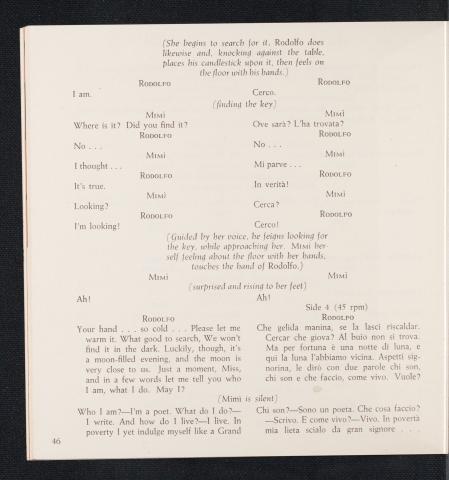 (She begins to search for it, Rodolfo does
likewise and, knocking against the table,
places his candlestick upon it, then feels on
the floor with his hands.)
RODOLFO
I am.
RODOLFO
Cerco.
(finding the key)
MIMÌ
Where is it? Did you find it?
MIMÌ
Ove sarà? L'ha trovata?
RODOLFO
No . . .
RODOLFO
No . . .
MIMÌ
I thought . . .
MIMÌ
Mi parve . . .
RODOLFO
It's true.
RODOLFO
In verità!
MIMÌ
Looking?
MIMÌ
Cerca?
RODOLFO
I'm looking!
RODOLFO
Cerco!
(Guided by her voice, he feigns looking for
the key, while approaching her. Mimì her-
self feeling about the floor with her hands,
touches the hand of Rodolfo.)
MIMÌ
MIMÌ
(surprised and rising to her feet)
Ah!
Ah!
Side 4 (45 rpm)
RODOLFO
Your hand . . . so cold . . . Please let me
warm it. What good to search, We won't
find it in the dark. Luckily, though, it's
a moon-filled evening, and the moon is
very close to us. Just a moment, Miss,
and in a few words let me tell you who
I am, what I do. May I?
RODOLFO
Che gelida manina, se la lasci riscaldar.
Cercar che giova? Al buio non si trova.
Ma per fortuna è una notte di luna, e
qui la luna l'abbiamo vicina. Aspetti sig-
norina, le dirò con due parole chi son,
chi son e che faccio, come vivo. Vuole?
(Mimì is silent)
Who I am?—I'm a poet. What do I do?—
I write. And how do I live?—I live. In
poverty I yet indulge myself like a Grand
Chi son?—Sono un poeta. Che cosa faccio?
—Scrivo. E come vivo?—Vivo. In povertà
mia lieta scialo da gran signore . . .
46